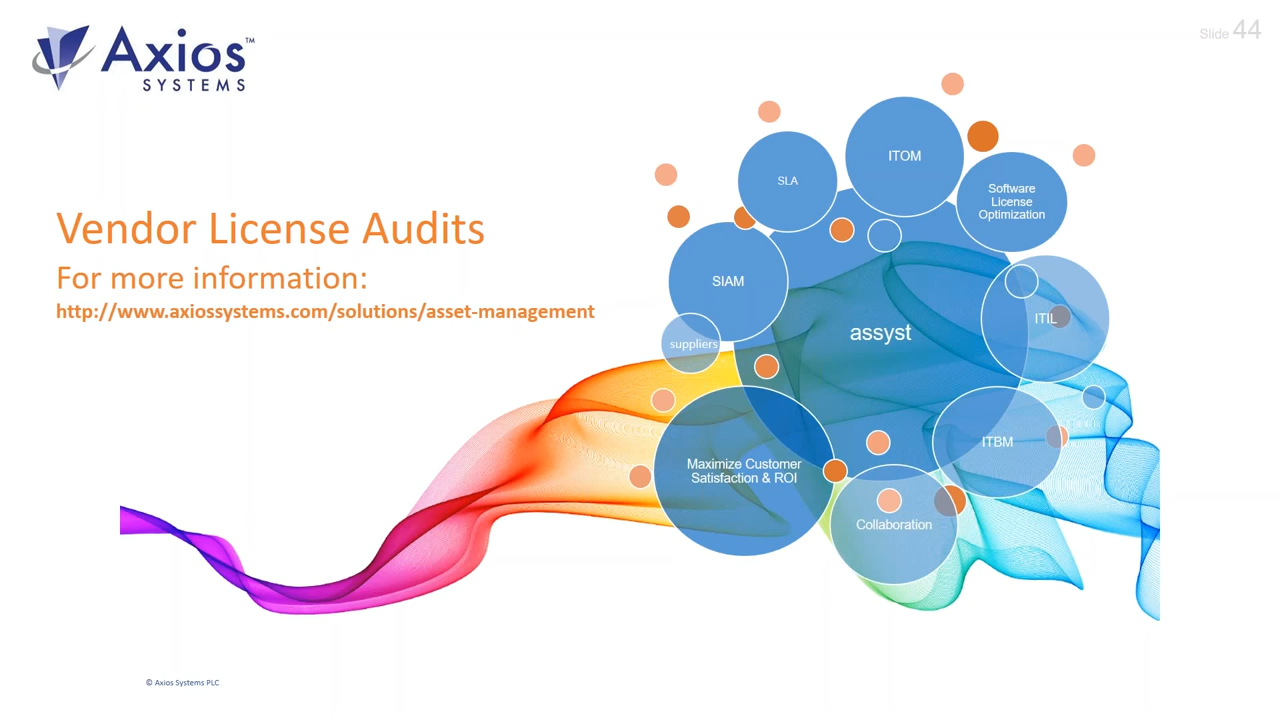 Axios™
SYSTEMS
Slide 44
Vendor License Audits
For more information:
http://www.axiossystems.com/solutions/asset-management
ITOM
SLA
Software
License
Optimization
SIAM
ITIL
suppliers
assyst
ITBM
Maximize Customer
Satisfaction & ROI
Collaboration
© Axios Systems PLC